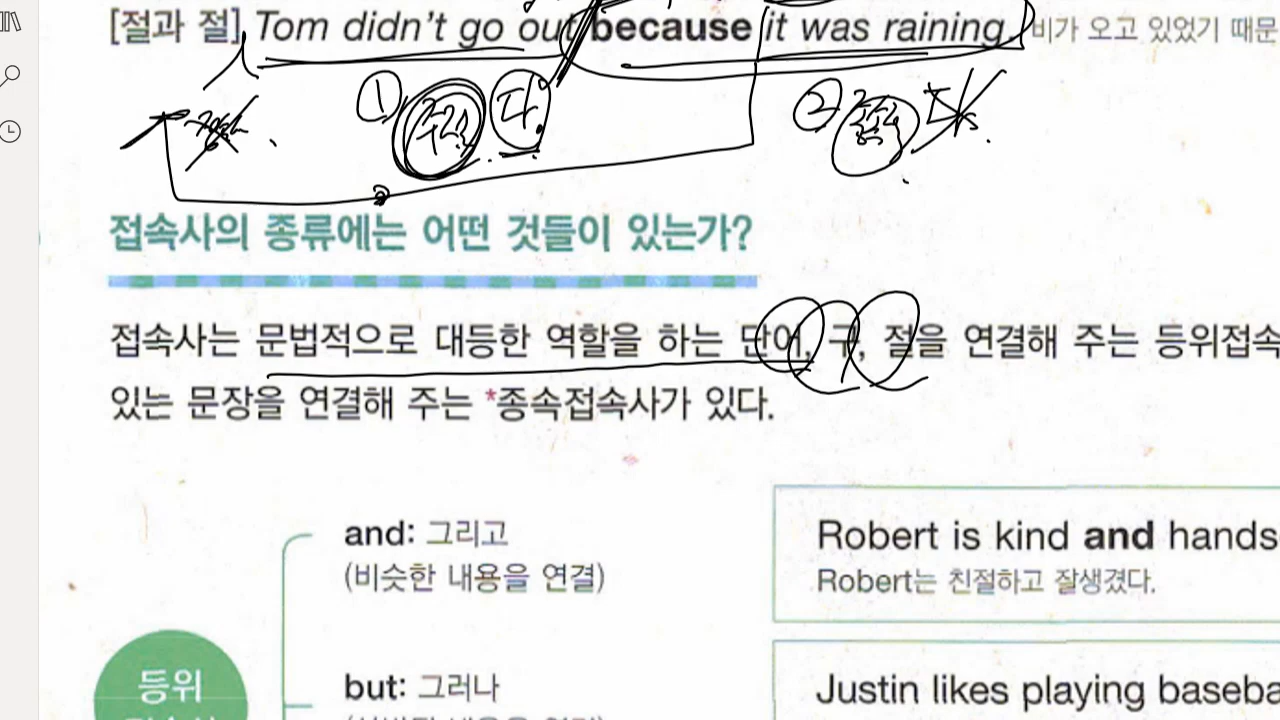 [절과 절] Tom didn't go out because it was raining. 비가 오고 있었기 때문
① ②
접속사의 종류에는 어떤 것들이 있는가?
접속사는 문법적으로 대등한 역할을 하는 단어, 구, 절을 연결해 주는 등위접속
있는 문장을 연결해 주는 *종속접속사가 있다.
and: 그리고
(비슷한 내용을 연결)
Robert is kind and hands
Robert는 친절하고 잘생겼다.
등위
but: 그러나
Justin likes playing baseba